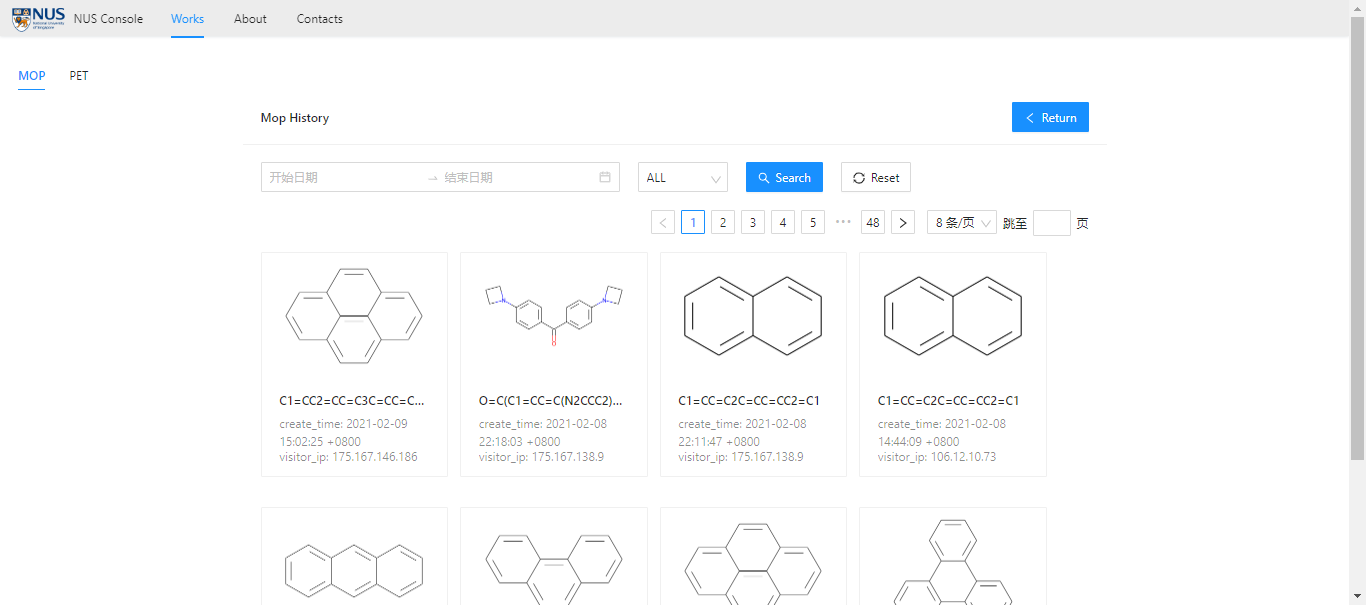 NUS
National University
of Singapore
NUS Console
Works
About
Contacts
MOP
PET
Mop History
Return
开始日期
结束日期
ALL
Search
Reset
1
2
3
4
5
•••
48
8 条/页
跳至
页
C1=CC2=CC=C3C=CC=C...
create_time: 2021-02-09
15:02:25 +0800
visitor_ip: 175.167.146.186
N
N
O
O=C(C1=CC=C(N2CCC2)...
create_time: 2021-02-08
22:18:03 +0800
visitor_ip: 175.167.138.9
C1=CC=C2C=CC=CC2=C1
create_time: 2021-02-08
22:11:47 +0800
visitor_ip: 175.167.138.9
C1=CC=C2C=CC=CC2=C1
create_time: 2021-02-08
14:44:09 +0800
visitor_ip: 106.12.10.73